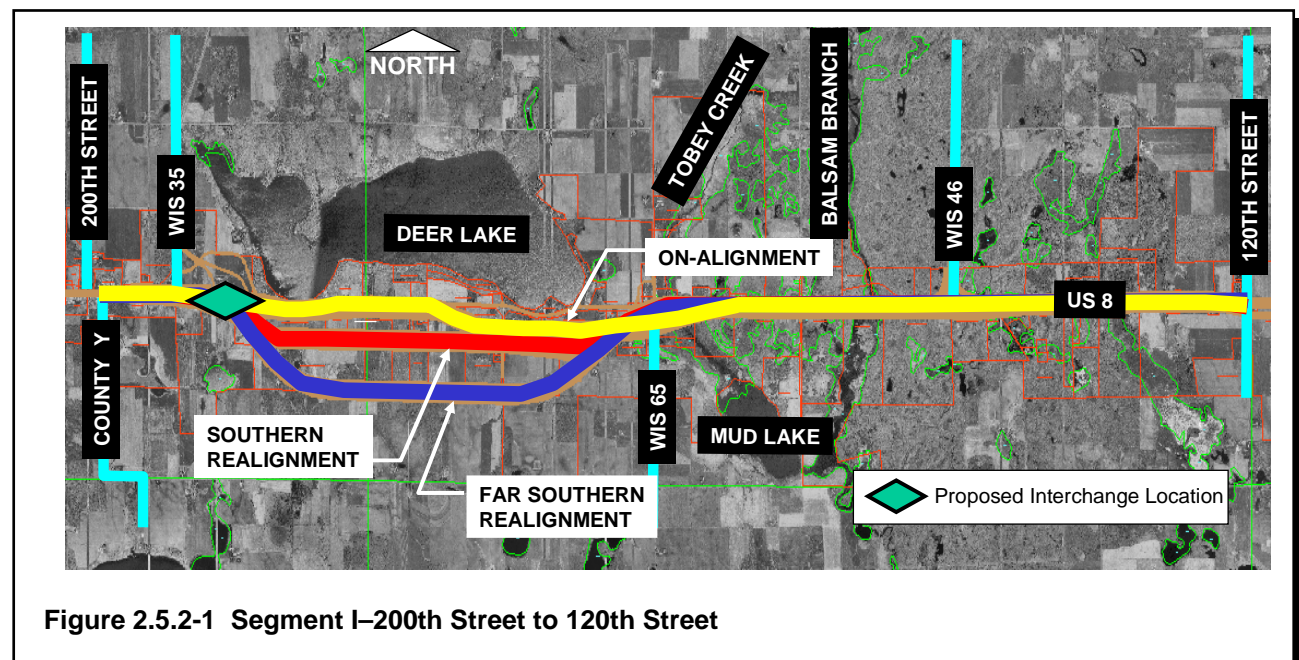 NORTH
200TH STREET
WIS 35
TOBEY CREEK
BALSAM BRANCH
WIS 46
120TH STREET
DEER LAKE
ON-ALIGNMENT
US 8
COUNTY Y
WIS 65
SOUTHERN
REALIGNMENT
MUD LAKE
FAR SOUTHERN
REALIGNMENT
Proposed Interchange Location
Figure 2.5.2-1 Segment I–200th Street to 120th Street